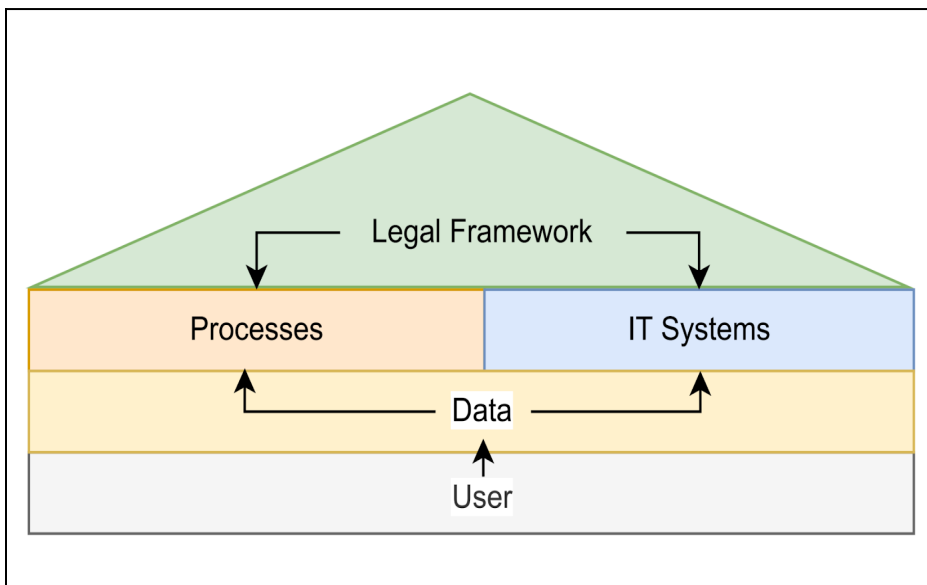 Legal Framework
Processes
IT Systems
Data
User